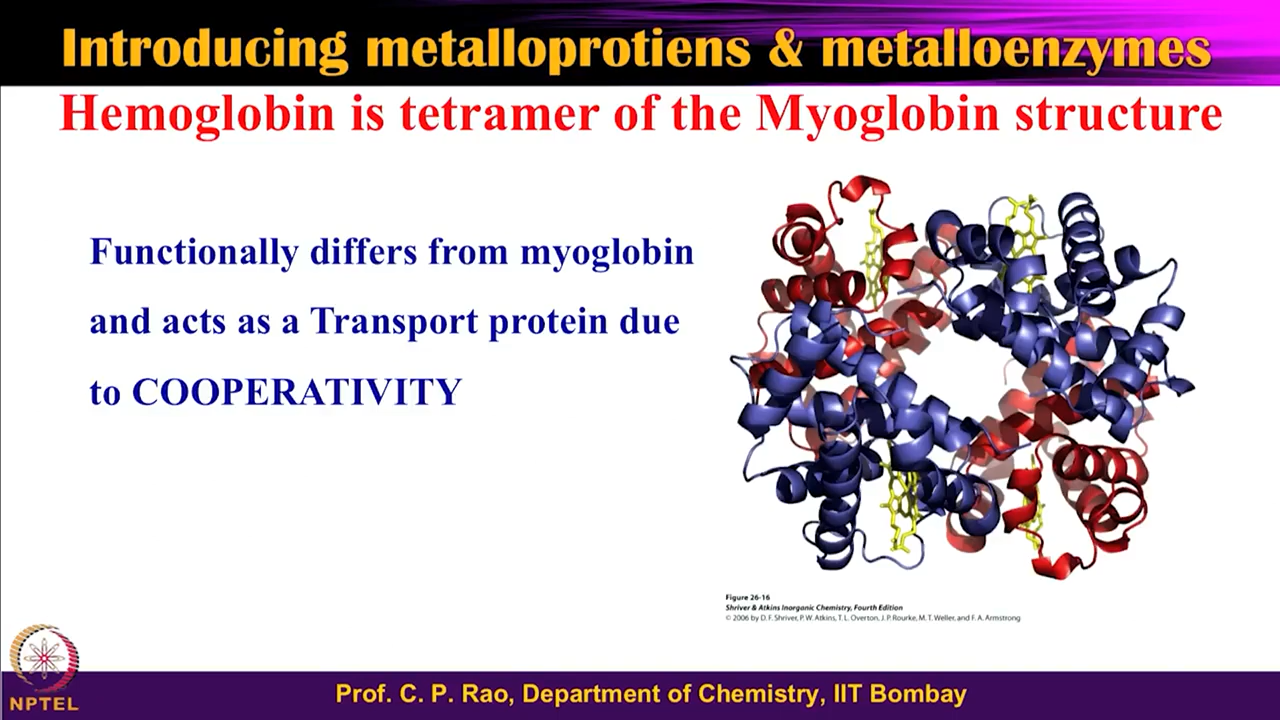 Introducing metalloprotiens & metalloenzymes
Hemoglobin is tetramer of the Myoglobin structure
Functionally differs from myoglobin
and acts as a Transport protein due
to COOPERATIVITY
Figure 26-16
Shriver & Atkins Inorganic Chemistry, Fourth Edition
© 2006 by D. F. Shriver, P. W. Atkins, T. L. Overton, J. P. Rourke, M. T. Weller, and F. A. Armstrong
NPTEL
Prof. C. P. Rao, Department of Chemistry, IIT Bombay